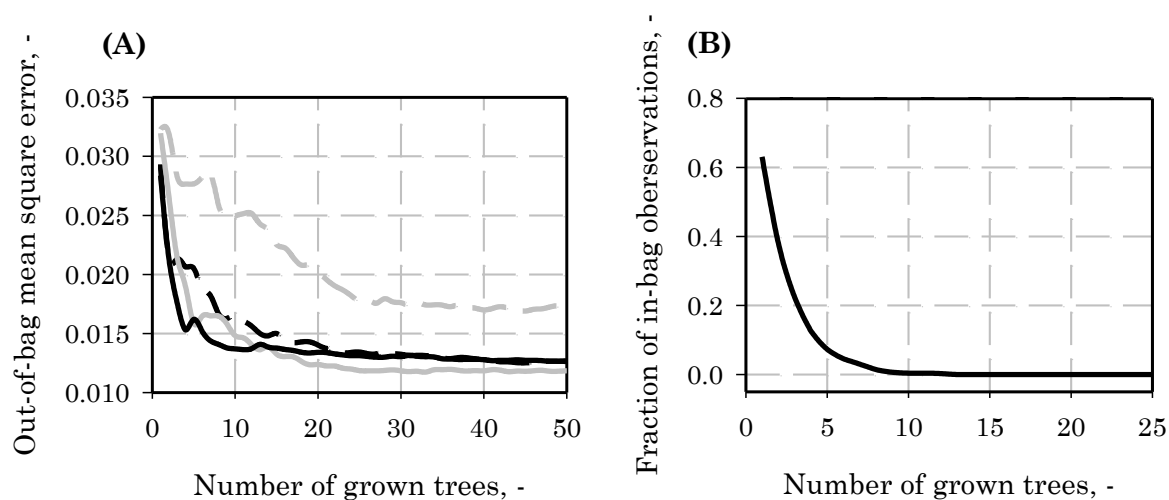 (A)
Out-of-bag mean square error, -
0.035
0.030
0.025
0.020
0.015
0.010
0 10 20 30 40 50
Number of grown trees, -
(B)
Fraction of in-bag oberservations, -
0.8
0.6
0.4
0.2
0.0
0 5 10 15 20 25
Number of grown trees, -